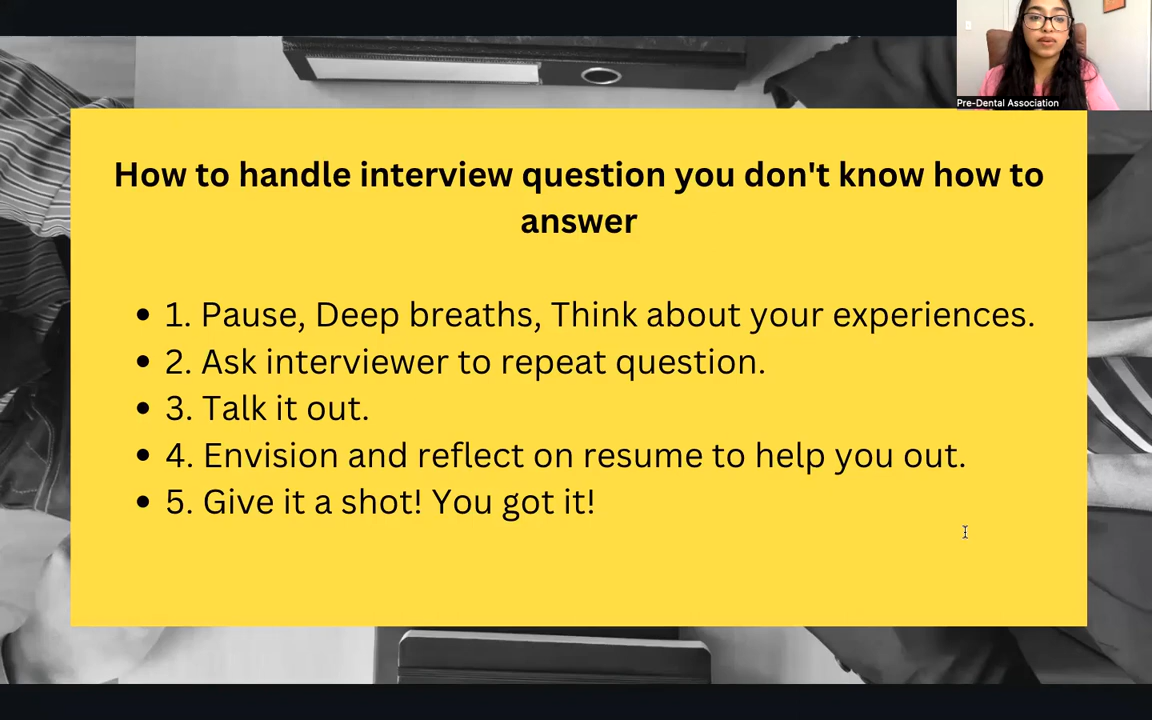 Pre-Dental Association
How to handle interview question you don't know how to
answer
• 1. Pause, Deep breaths, Think about your experiences.
• 2. Ask interviewer to repeat question.
• 3. Talk it out.
• 4. Envision and reflect on resume to help you out.
• 5. Give it a shot! You got it!